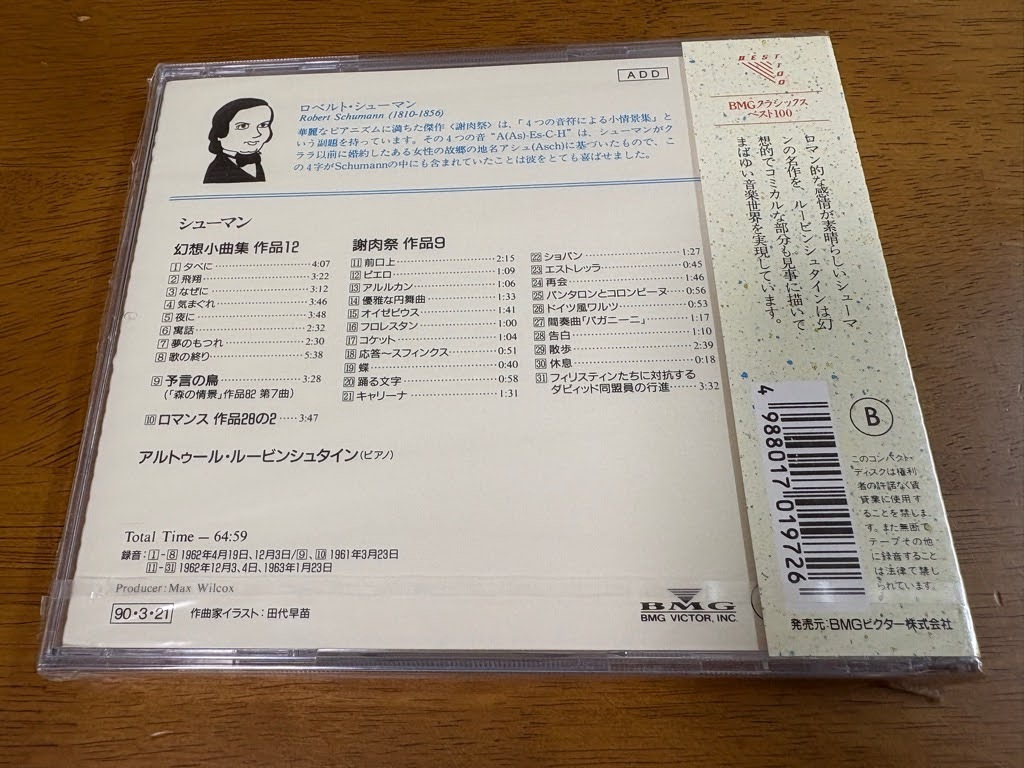 ADD
ロベルト・シューマン
Robert Schumann (1810-1856)
華麗なピアニズムに満ちた傑作〈謝肉祭〉は、「4つの音符による小情景集」と
いう副題を持っています。その4つの音“A(As)-Es-C-H”は、シューマンがク
ララ以前に婚約したある女性の故郷の地名アシュ(Asch)に基づいたもので、こ
の4字がSchumannの中にも含まれていたことは彼をとても喜ばせました。
シューマン
幻想小曲集 作品12
1 夕べに 4:07
2 飛翔 3:22
3 なぜに 3:12
4 気まぐれ 3:46
5 夜に 3:48
6 寓話 2:32
7 夢のもつれ 2:30
8 歌の終り 5:38
9 予言の鳥 3:28
(「森の情景」作品82 第7曲)
10 ロマンス 作品28の2 3:47
謝肉祭 作品9
11 前口上 2:15
12 ピエロ 1:09
13 アルルカン 1:06
14 優雅な円舞曲 1:33
15 オイゼビウス 1:41
16 フロレスタン 1:00
17 コケット 1:04
18 応答〜スフィンクス 0:51
19 蝶 0:40
20 踊る文字 0:58
21 キャリーナ 1:31
22 ショパン 1:27
23 エストレッラ 0:45
24 再会 1:46
25 パンタロンとコロンビーヌ 0:56
26 ドイツ風ワルツ 0:53
27 間奏曲「パガニーニ」 1:17
28 告白 1:10
29 散歩 2:39
30 休息 0:18
31 フィリスティンたちに対抗する
ダビィッド同盟員の行進 3:32
アルトゥール・ルービンシュタイン(ピアノ)
Total Time — 64:59
録音：1-8 1962年4月19日、12月3日/9、10 1961年3月23日
11-31 1962年12月3、4日、1963年1月23日
Producer: Max Wilcox
90・3・21
作曲家イラスト：田代早苗
BMG
BMG VICTOR, INC.
BEST 100
BMGクラシックス
ベスト100
ロマン的な感情が素晴らしい、シューマ
ンの名作を、ルービンシュタインは幻
想的でコミカルな部分も見事に描いて、
まばゆい音楽世界を実現しています。
4 988017 019726
B
このコンパクト・
ディスクは権利
者の許諾なく賃
貸業に使用す
ることを禁じま
す。また無断で
テープその他
に録音すること
は法律で禁じ
られています。
発売元：BMGビクター株式会社